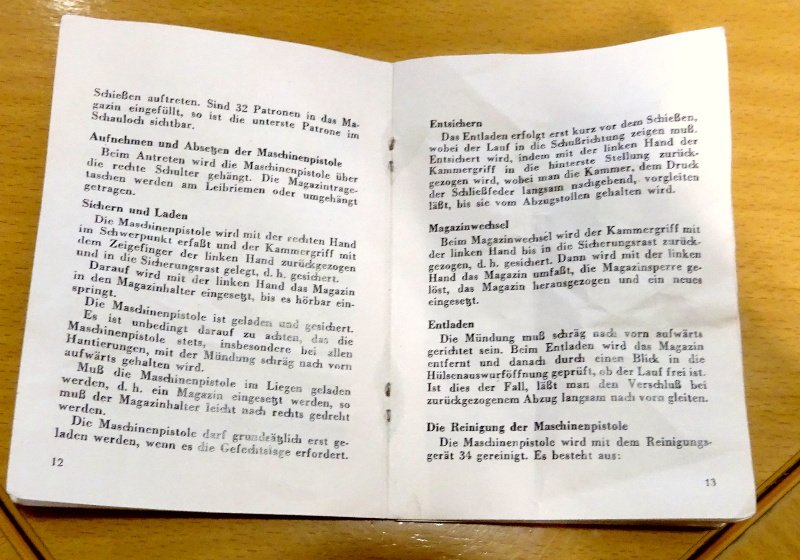 Schießen auftreten. Sind 32 Patronen in das Ma-
gazin eingefüllt, so ist die unterste Patrone im
Schauloch sichtbar.
Aufnehmen und Absetzen der Maschinenpistole
Beim Antreten wird die Maschinenpistole über
die rechte Schulter gehängt. Die Magazintrage-
taschen werden am Leibriemen oder umgehängt
getragen.
Sichern und Laden
Die Maschinenpistole wird mit der rechten Hand
im Schwerpunkt erfaßt und der Kammergriff mit
dem Zeigefinger der linken Hand zurückgezogen
und in die Sicherungsrast gelegt, d. h. gesichert.
Darauf wird mit der linken Hand das Magazin
in den Magazinhalter eingesetzt, bis es hörbar ein-
springt.
Die Maschinenpistole ist geladen und gesichert.
Es ist unbedingt darauf zu achten, das die
Maschinenpistole stets, insbesondere bei allen
Hantierungen, mit der Mündung schräg nach vorn
aufwärts gehalten wird.
Muß die Maschinenpistole im Liegen geladen
werden, d. h. ein Magazin eingesetzt werden, so
muß der Magazinhalter leicht nach rechts gedreht
werden.
Die Maschinenpistole darf grundsätzlich erst ge-
laden werden, wenn es die Gefechtslage erfordert.
12
Entsichern
Das Entladen erfolgt erst kurz vor dem Schießen,
wobei der Lauf in die Schußrichtung zeigen muß.
Entsichert wird, indem mit der linken Hand der
Kammergriff in die hinterste Stellung zurück-
gezogen wird, wobei man die Kammer, dem Druck
der Schließfeder langsam nachgebend, vorgleiten
läßt, bis sie vom Abzugstollen gehalten wird.
Magazinwechsel
Beim Magazinwechsel wird der Kammergriff mit
der linken Hand bis in die Sicherungsrast zurück-
gezogen, d. h. gesichert. Dann wird mit der linken
Hand das Magazin umfaßt, die Magazinsperre ge-
löst, das Magazin herausgezogen und ein neues
eingesetzt.
Entladen
Die Mündung muß schräg nach vorn aufwärts
gerichtet sein. Beim Entladen wird das Magazin
entfernt und danach durch einen Blick in die
Hülsenauswurföffnung geprüft, ob der Lauf frei ist.
Ist dies der Fall, läßt man den Verschluß bei
zurückgezogenem Abzug langsam nach vorn gleiten.
Die Reinigung der Maschinenpistole
Die Maschinenpistole wird mit dem Reinigungs-
gerät 34 gereinigt. Es besteht aus:
13